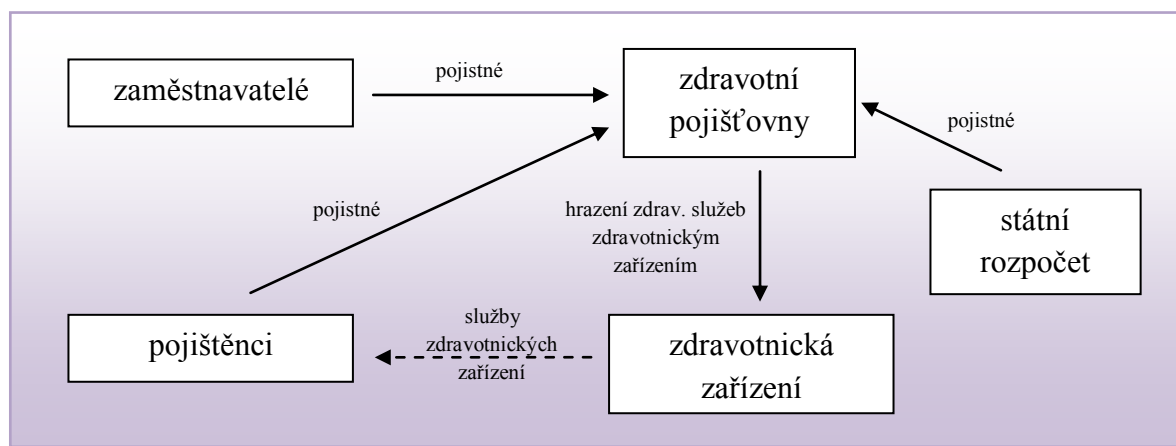 zaměstnavatelé
pojistné
zdravotní
pojišťovny
pojistné
pojistné
hrazení zdrav. služeb
zdravotnickým
zařízením
státní
rozpočet
pojištěnci
služby
zdravotnických
zařízení
zdravotnická
zařízení